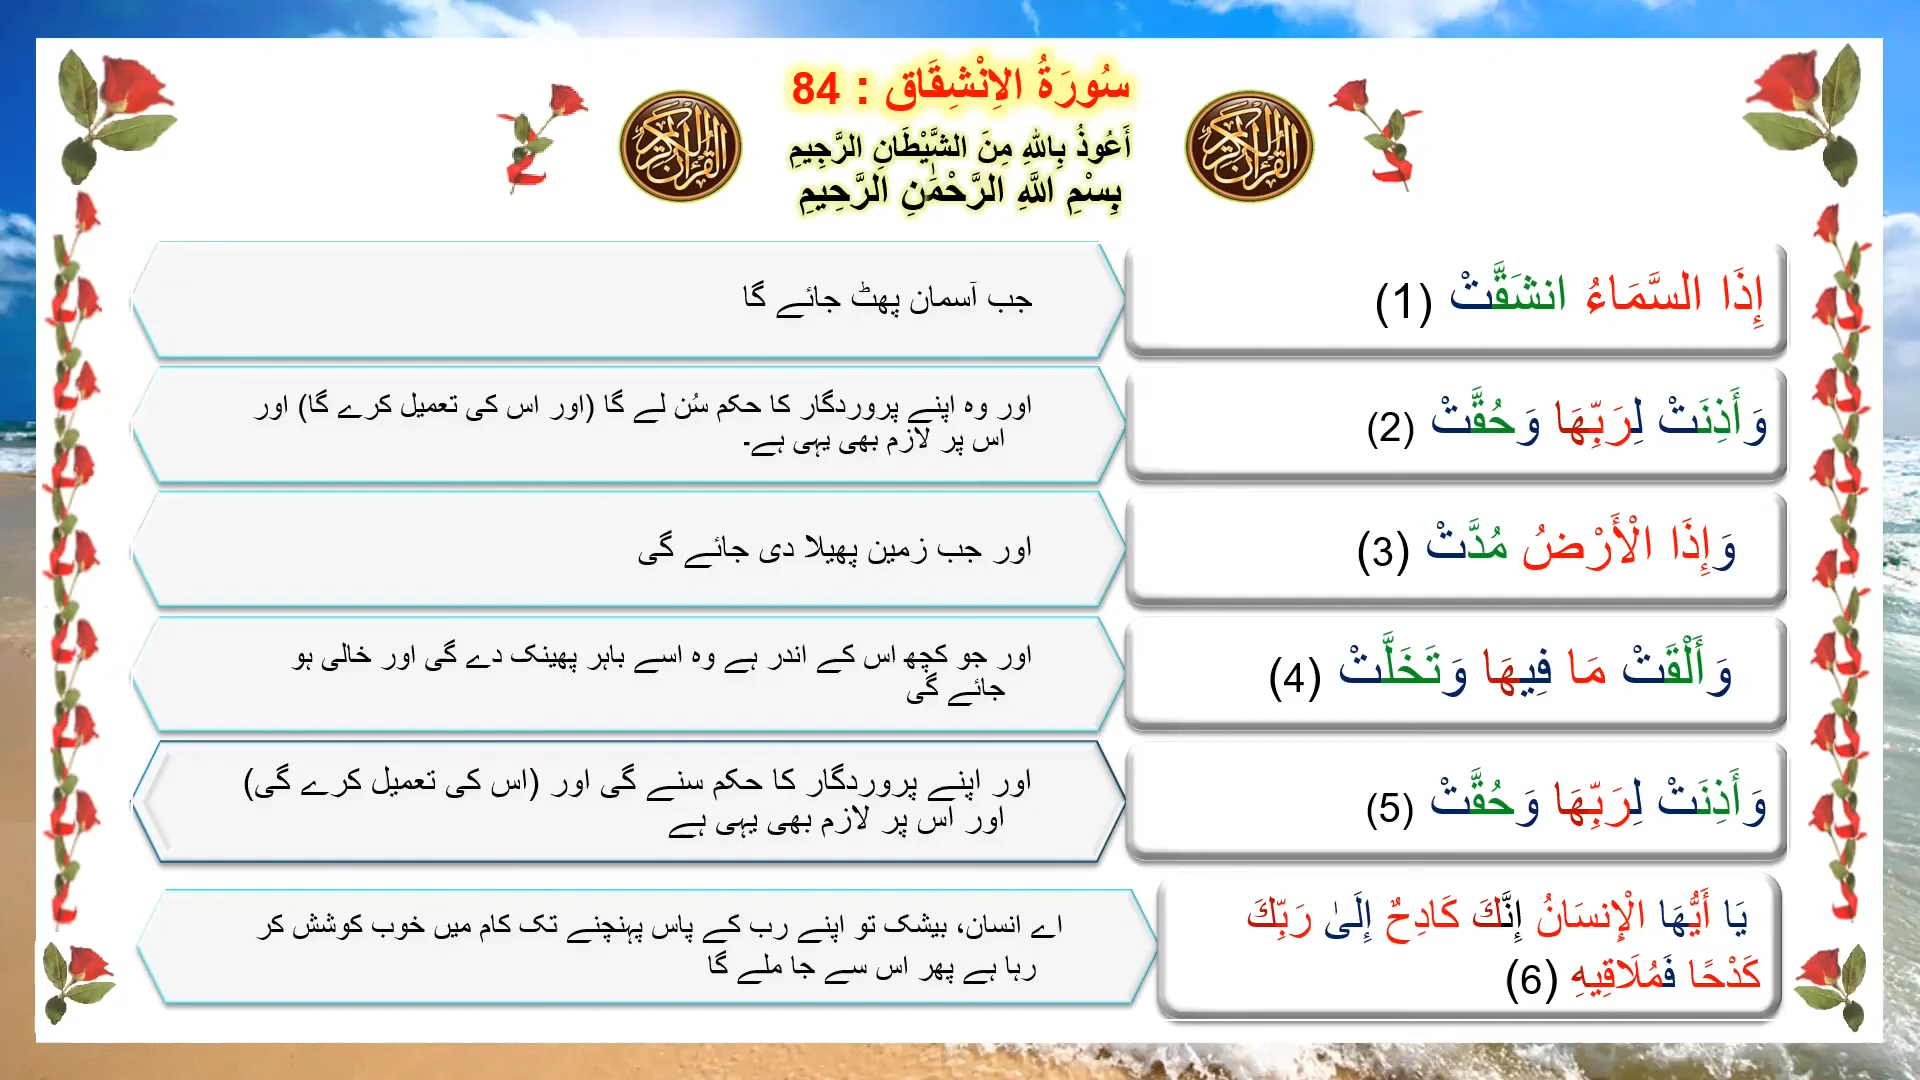 سُورَةُ الاِنْشِقَاق : 84
أَعُوذُ بِاللهِ مِنَ الشَّيْطَانِ الرَّجِيمِ
بِسْمِ اللَّهِ الرَّحْمَٰنِ الرَّحِيمِ
إِذَا السَّمَاءُ انشَقَّتْ (1)
جب آسمان پھٹ جائے گا
وَأَذِنَتْ لِرَبِّهَا وَحُقَّتْ (2)
اور وہ اپنے پروردگار کا حکم سُن لے گا (اور اس کی تعمیل کرے گا) اور
اس پر لازم بھی یہی ہے۔
وَإِذَا الْأَرْضُ مُدَّتْ (3)
اور جب زمین پھیلا دی جائے گی
وَأَلْقَتْ مَا فِيهَا وَتَخَلَّتْ (4)
اور جو کچھ اس کے اندر ہے وہ اسے باہر پھینک دے گی اور خالی ہو
جائے گی
وَأَذِنَتْ لِرَبِّهَا وَحُقَّتْ (5)
اور اپنے پروردگار کا حکم سنے گی اور (اس کی تعمیل کرے گی)
اور اس پر لازم بھی یہی ہے
يَا أَيُّهَا الْإِنسَانُ إِنَّكَ كَادِحٌ إِلَىٰ رَبِّكَ
كَدْحًا فَمُلَاقِيهِ (6)
اے انسان، بیشک تو اپنے رب کے پاس پہنچنے تک کام میں خوب کوشش کر
رہا ہے پھر اس سے جا ملے گا
القرآن الكريم
القرآن الكريم